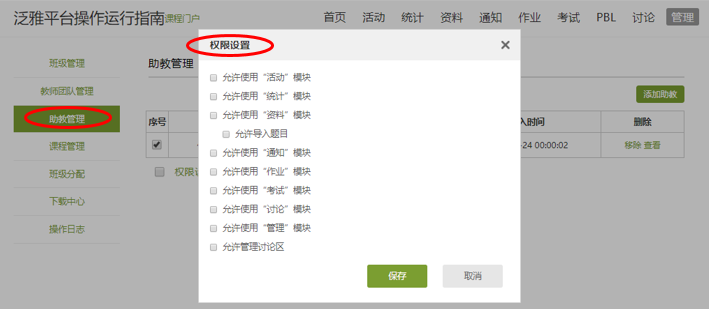 泛雅平台操作运行指南 课程门户 首页 活动 统计 资料 通知 作业 考试 PBL 讨论 管理
班级管理
教师团队管理
助教管理
课程管理
班级分配
下载中心
操作日志
助教管理
添加助教
序号 入时间 删除
-24 00:00:02 移除 查看
权限设
权限设置 ×
允许使用“活动”模块
允许使用“统计”模块
允许使用“资料”模块
允许导入题目
允许使用“通知”模块
允许使用“作业”模块
允许使用“考试”模块
允许使用“讨论”模块
允许使用“管理”模块
允许管理讨论区
保存 取消